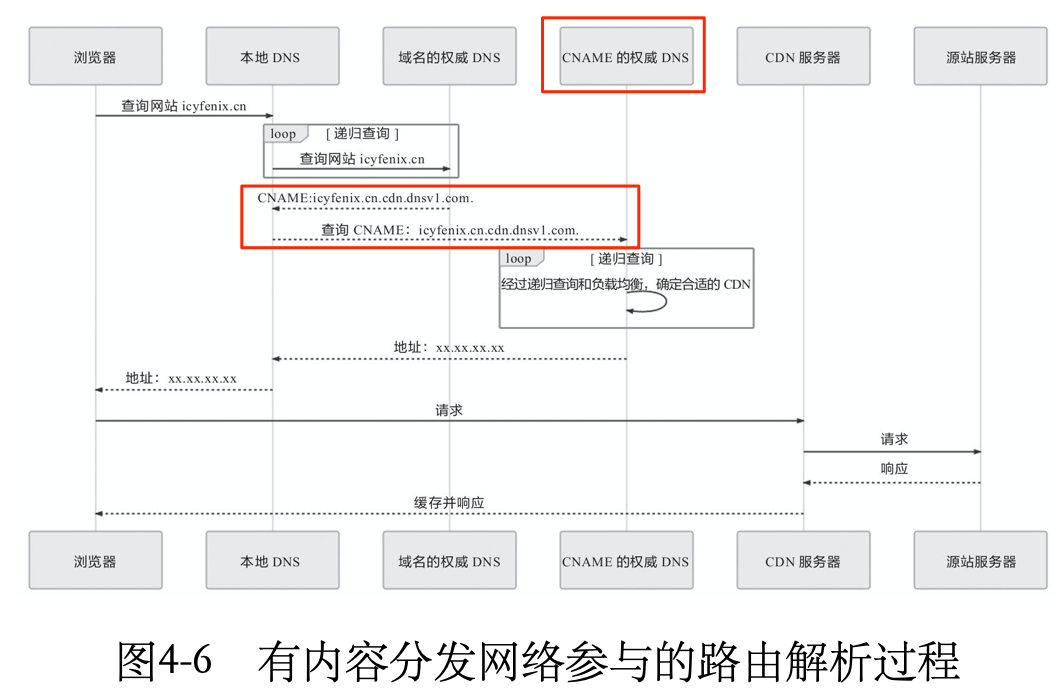 浏览器 本地 DNS 域名的权威 DNS CNAME 的权威 DNS CDN 服务器 源站服务器
查询网站 icyfenix.cn
loop [ 递归查询 ]
查询网站 icyfenix.cn
CNAME:icyfenix.cn.cdn.dnsv1.com.
查询 CNAME：icyfenix.cn.cdn.dnsv1.com.
loop [ 递归查询 ]
经过递归查询和负载均衡，确定合适的 CDN
地址：xx.xx.xx.xx
地址：xx.xx.xx.xx
请求
请求
响应
缓存并响应
浏览器 本地 DNS 域名的权威 DNS CNAME 的权威 DNS CDN 服务器 源站服务器
图4-6 有内容分发网络参与的路由解析过程